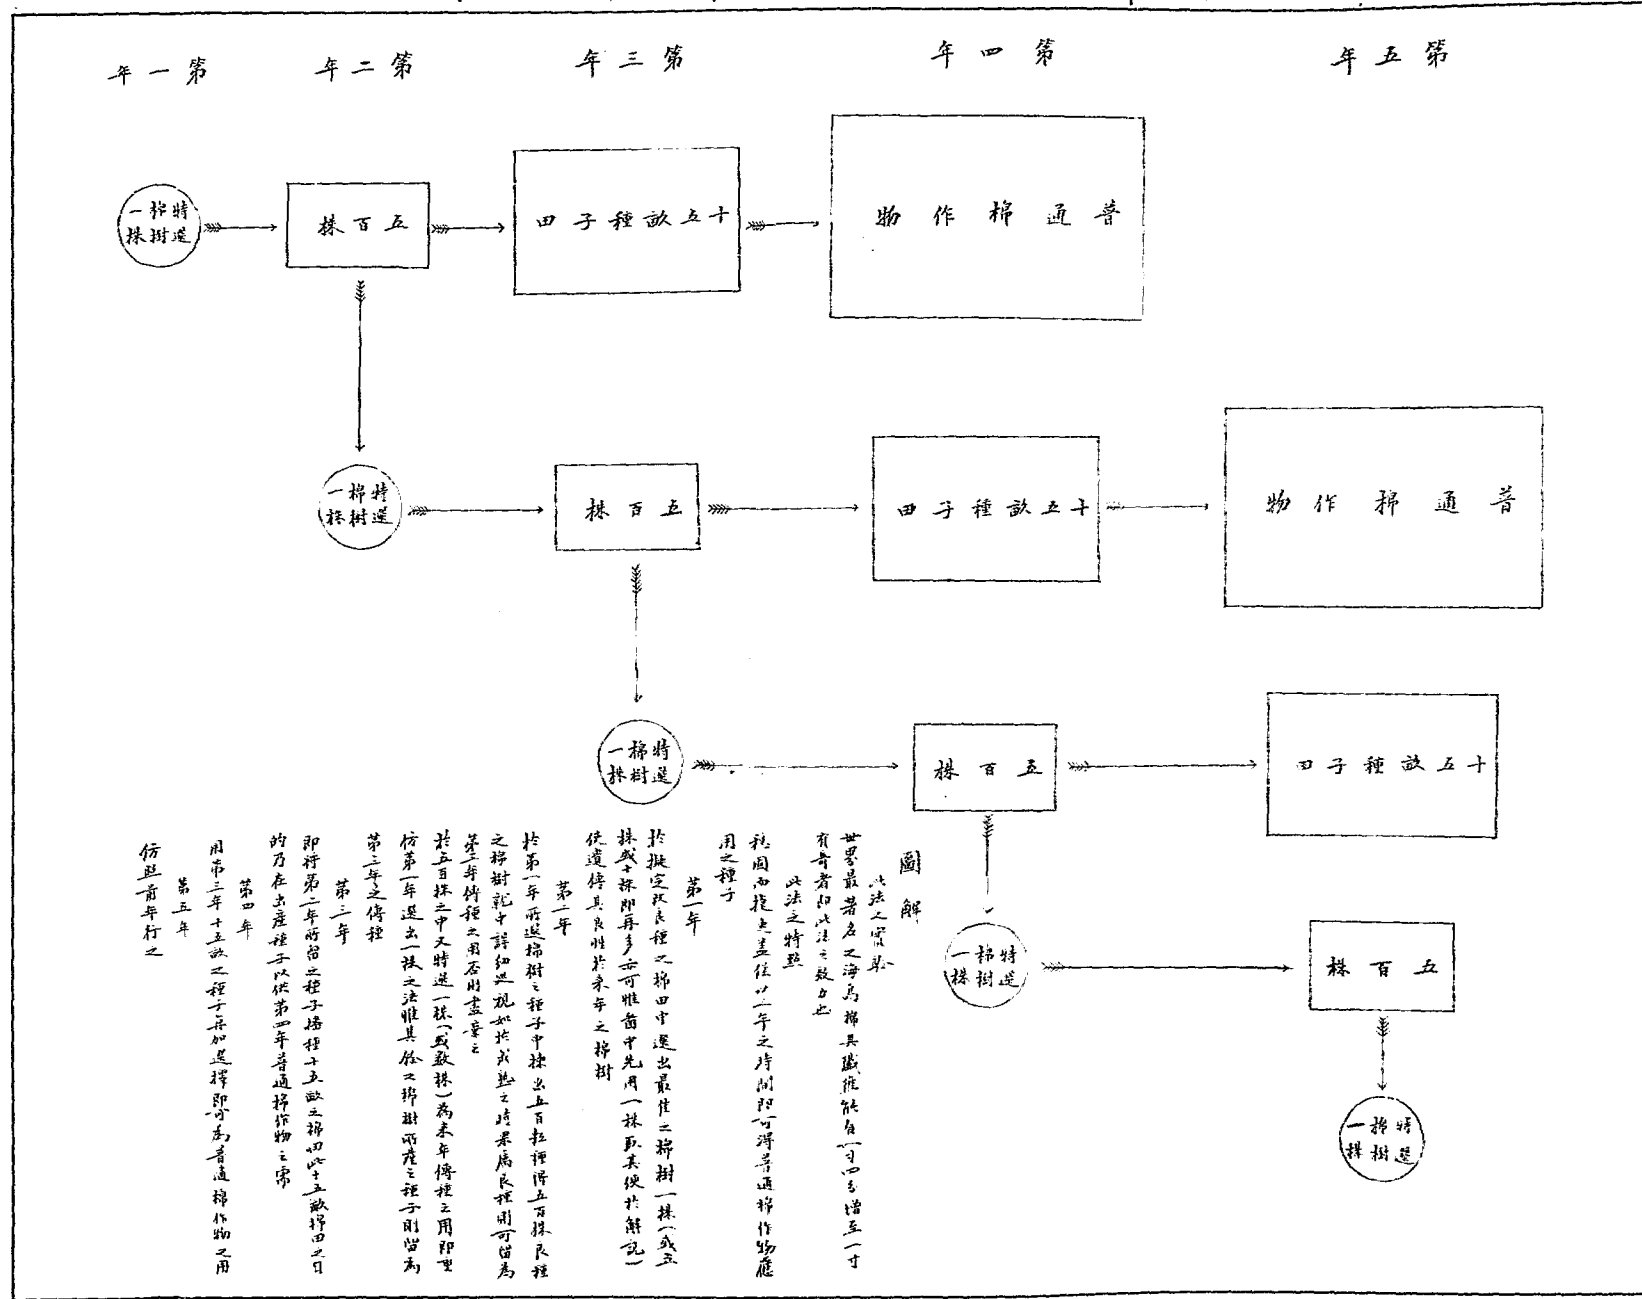 第一年
第二年
第三年
第四年
第五年
特選
棉樹
一株
五百株
十五畝種子田
普通棉作物
特選
棉樹
一株
五百株
十五畝種子田
普通棉作物
特選
棉樹
一株
五百株
十五畝種子田
特選
棉樹
一株
五百株
特選
棉樹
一株
圖解
此法之實
世界最著名之海島棉其纖維能自一寸四分增至一寸
有奇者即此法之效力也
此法之特點
穩固而捷蓋僅以三年之時間即可得普通棉作物應
用之種子
第一年
於擬定改良種之棉田中選出最佳之棉樹一株(或五
株或十株即再多亦可惟圖中先用一株取其便於解說)
使遺傳其良性於來年之棉樹
第二年
於第一年所選棉樹之種子中揀出五百粒種得五百株良種
之棉樹就中詳細巡視如於成熟之時果屬良種則可留為
第三年傳種之用否則盡棄之
於五百株之中又特選一株(或數株)為來年傳種之用即重
仿第一年選出一株之法惟其餘之棉樹所產之種子則留為
第三年之傳種
第三年
即將第二年所留之種子播種十五畝之棉田此十五畝棉田之目
的乃在出產種子以供第四年普通棉作物之需
第四年
用第三年十五畝之種子再加選擇即可為普通棉作物之用
第五年
仿照前年行之